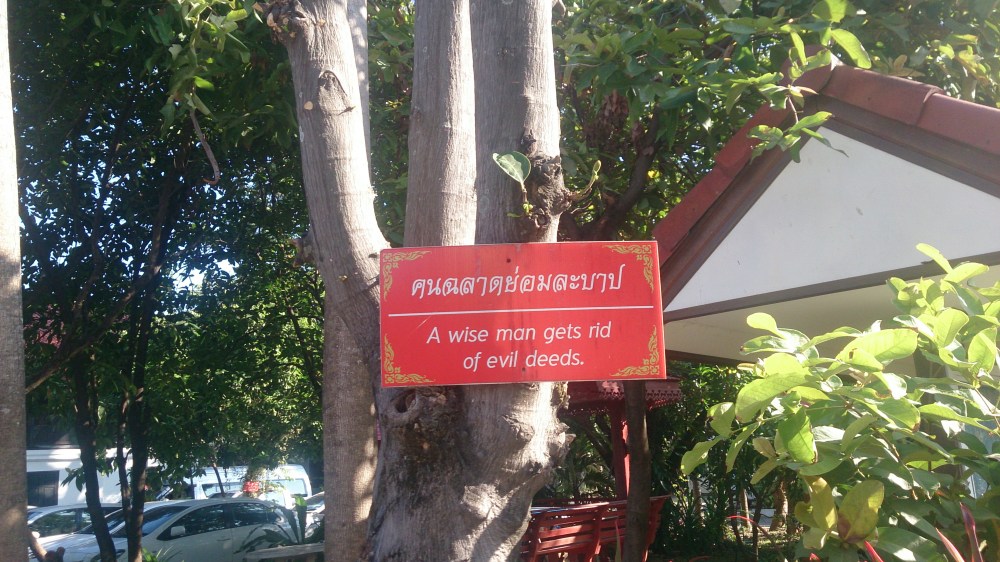 คนฉลาดย่อมละบาป
A wise man gets rid
of evil deeds.